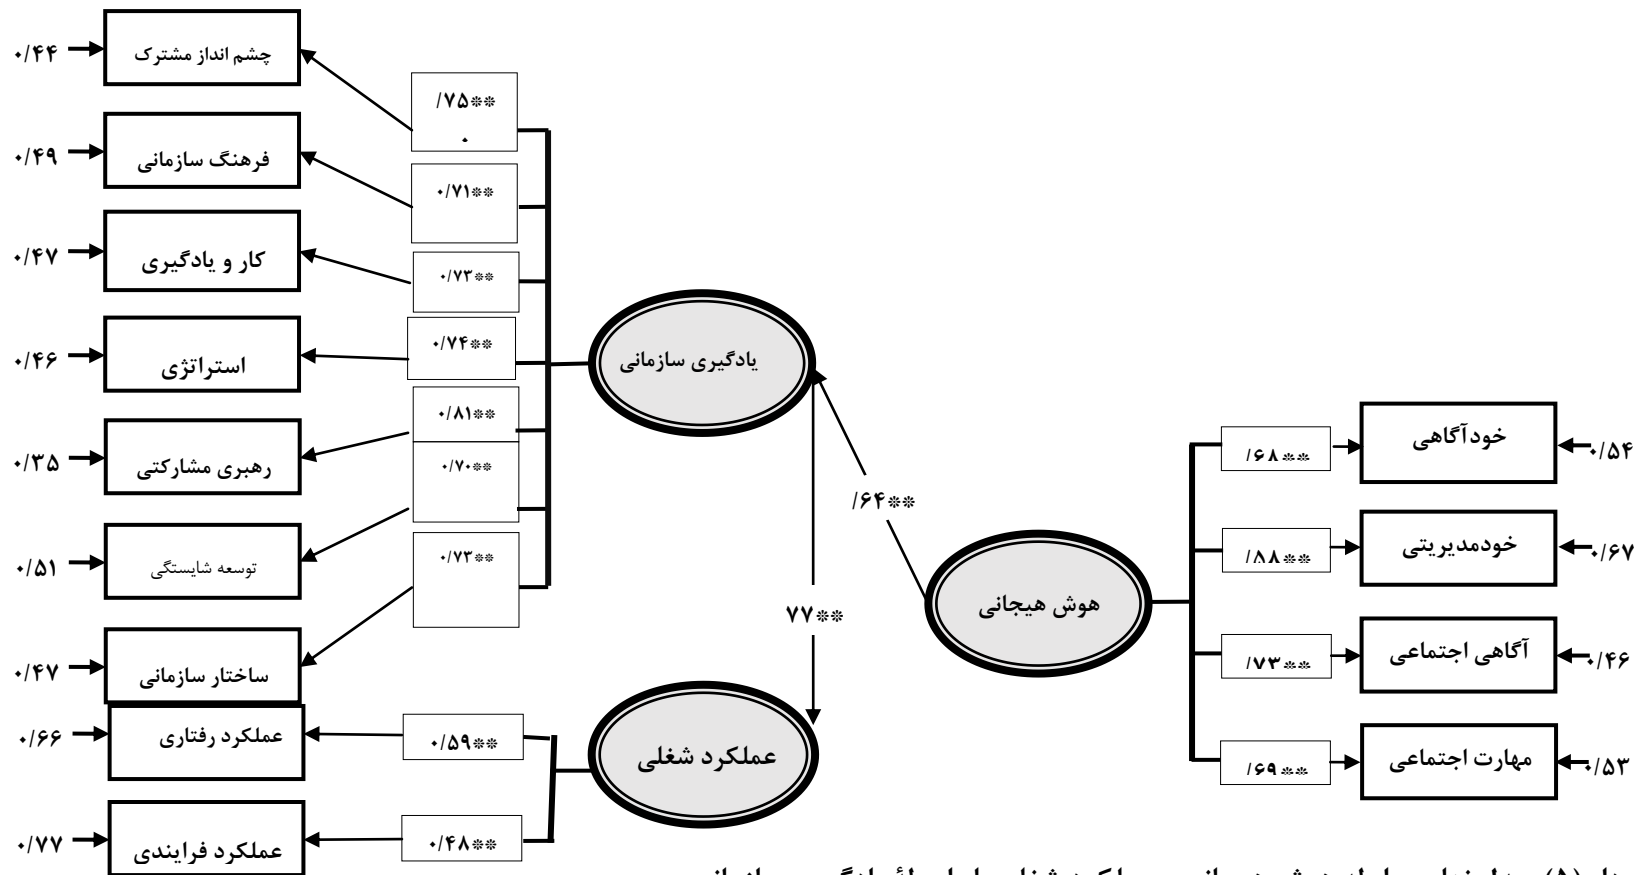 چشم انداز مشترک
۰/۴۴
/۷۵**
۰
فرهنگ سازمانی
۰/۴۹
۰/۷۱**
کار و یادگیری
۰/۴۷
۰/۷۳**
استراتژی
۰/۴۶
۰/۷۴**
رهبری مشارکتی
۰/۳۵
۰/۸۱**
توسعه شایستگی
۰/۵۱
۰/۷۰**
ساختار سازمانی
۰/۴۷
۰/۷۳**
یادگیری سازمانی
/۶۴**
۷۷**
هوش هیجانی
خودآگاهی
۰/۵۴
/۶۸**
خودمدیریتی
۰/۶۷
/۸۸**
آگاهی اجتماعی
۰/۴۶
/۷۳**
مهارت اجتماعی
۰/۵۳
/۶۹**
عملکرد شغلی
عملکرد رفتاری
۰/۶۶
۰/۵۹**
عملکرد فرایندی
۰/۷۷
۰/۴۸**